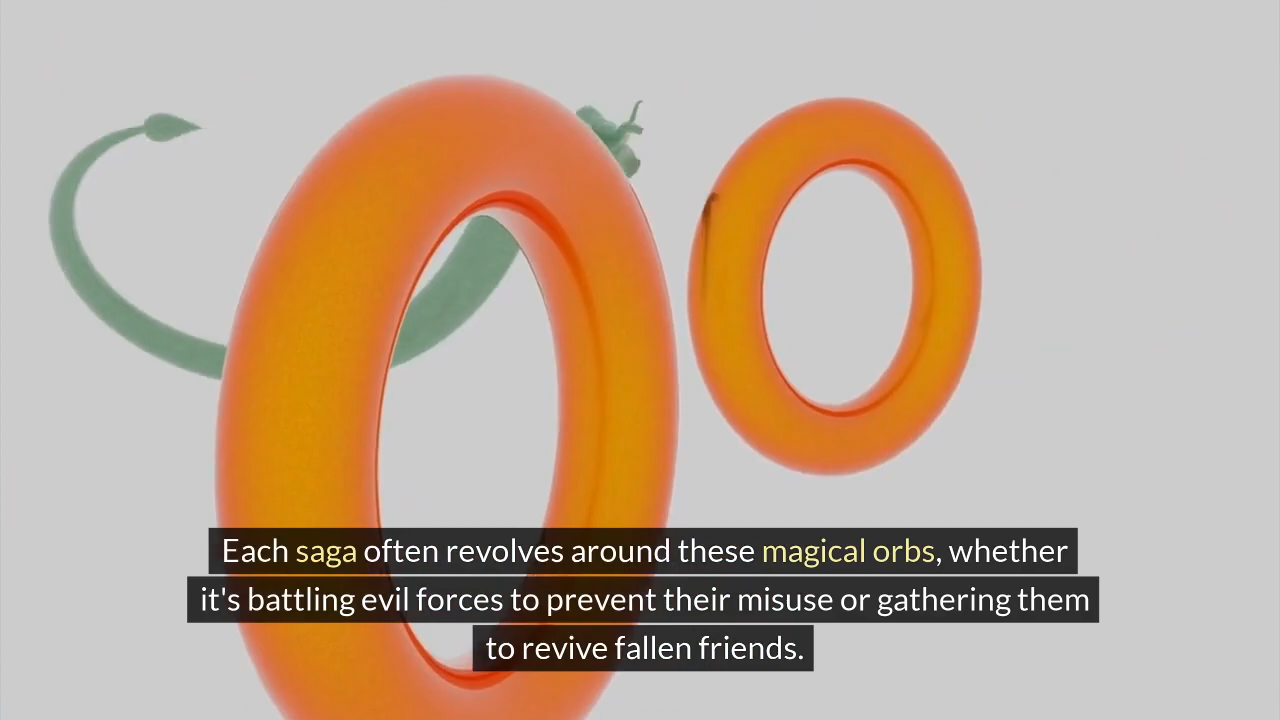 Each saga often revolves around these magical orbs, whether
it's battling evil forces to prevent their misuse or gathering them
to revive fallen friends.